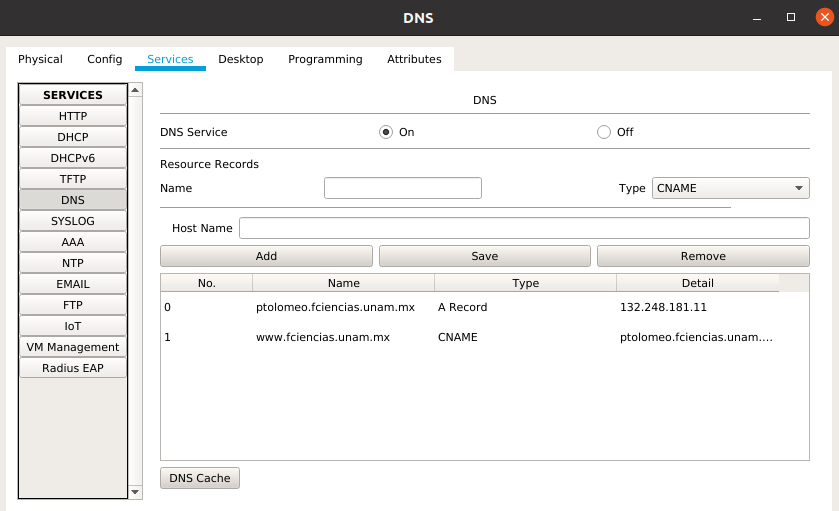 DNS
Physical Config Services Desktop Programming Attributes
SERVICES
HTTP
DHCP
DHCPv6
TFTP
DNS
SYSLOG
AAA
NTP
EMAIL
FTP
IoT
VM Management
Radius EAP
DNS
DNS Service On Off
Resource Records
Name Type CNAME
Host Name
Add Save Remove
No. Name Type Detail
0 ptolomeo.fciencias.unam.mx A Record 132.248.181.11
1 www.fciencias.unam.mx CNAME ptolomeo.fciencias.unam....
DNS Cache